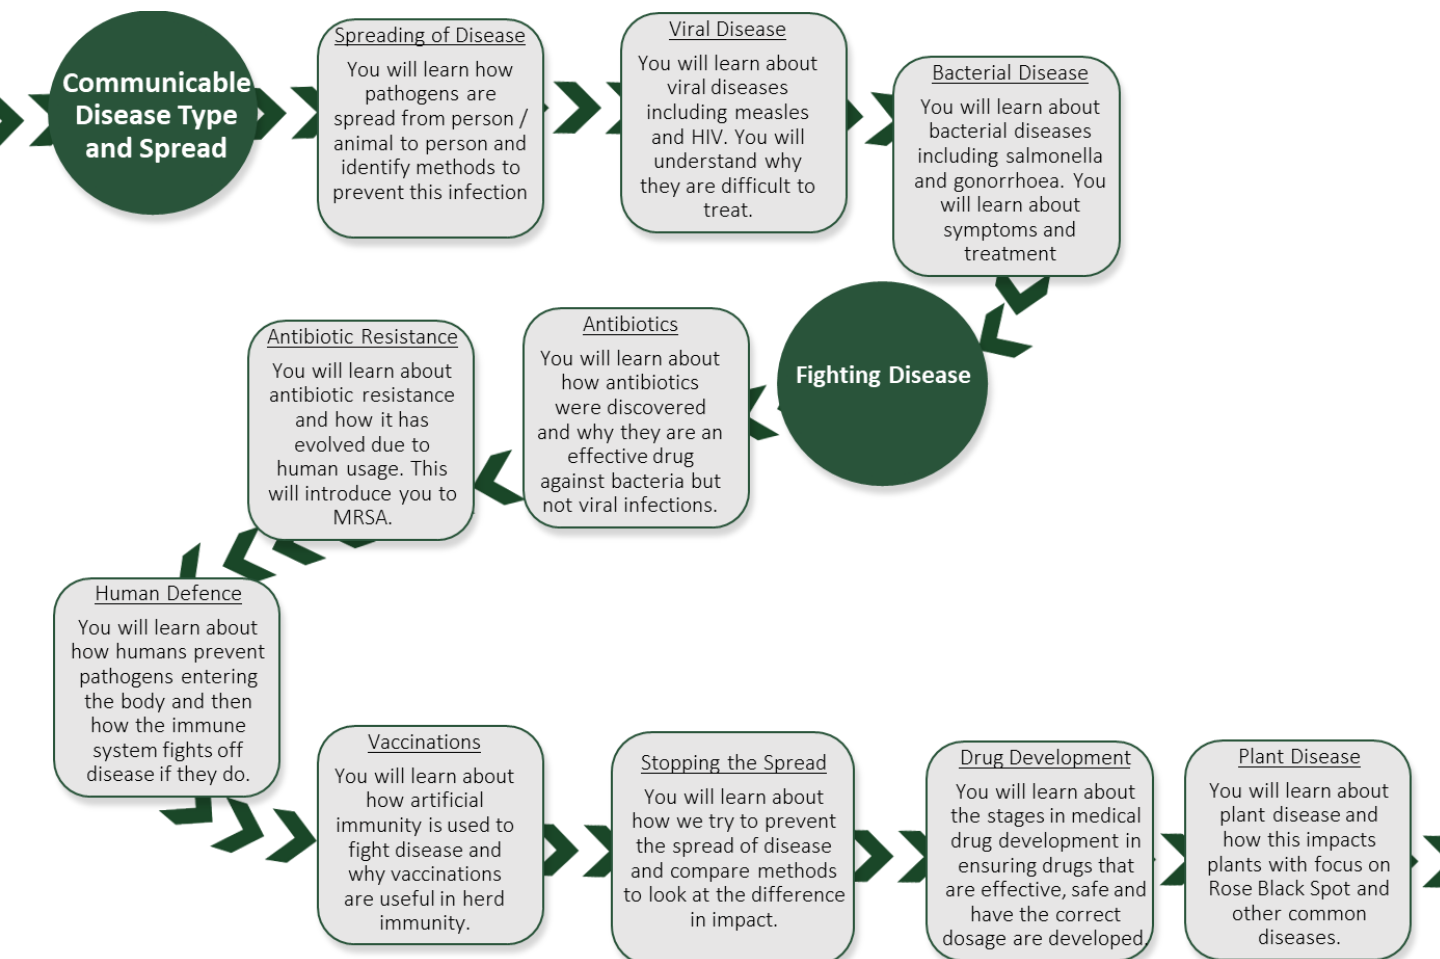 Communicable
Disease Type
and Spread
Spreading of Disease
You will learn how
pathogens are
spread from person /
animal to person and
identify methods to
prevent this infection
Viral Disease
You will learn about
viral diseases
including measles
and HIV. You will
understand why
they are difficult to
treat.
Bacterial Disease
You will learn about
bacterial diseases
including salmonella
and gonorrhoea. You
will learn about
symptoms and
treatment
Fighting Disease
Antibiotics
You will learn about
how antibiotics
were discovered
and why they are an
effective drug
against bacteria but
not viral infections.
Antibiotic Resistance
You will learn about
antibiotic resistance
and how it has
evolved due to
human usage. This
will introduce you to
MRSA.
Human Defence
You will learn about
how humans prevent
pathogens entering
the body and then
how the immune
system fights off
disease if they do.
Vaccinations
You will learn about
how artificial
immunity is used to
fight disease and
why vaccinations
are useful in herd
immunity.
Stopping the Spread
You will learn about
how we try to prevent
the spread of disease
and compare methods
to look at the difference
in impact.
Drug Development
You will learn about
the stages in medical
drug development in
ensuring drugs that
are effective, safe and
have the correct
dosage are developed.
Plant Disease
You will learn about
plant disease and
how this impacts
plants with focus on
Rose Black Spot and
other common
diseases.